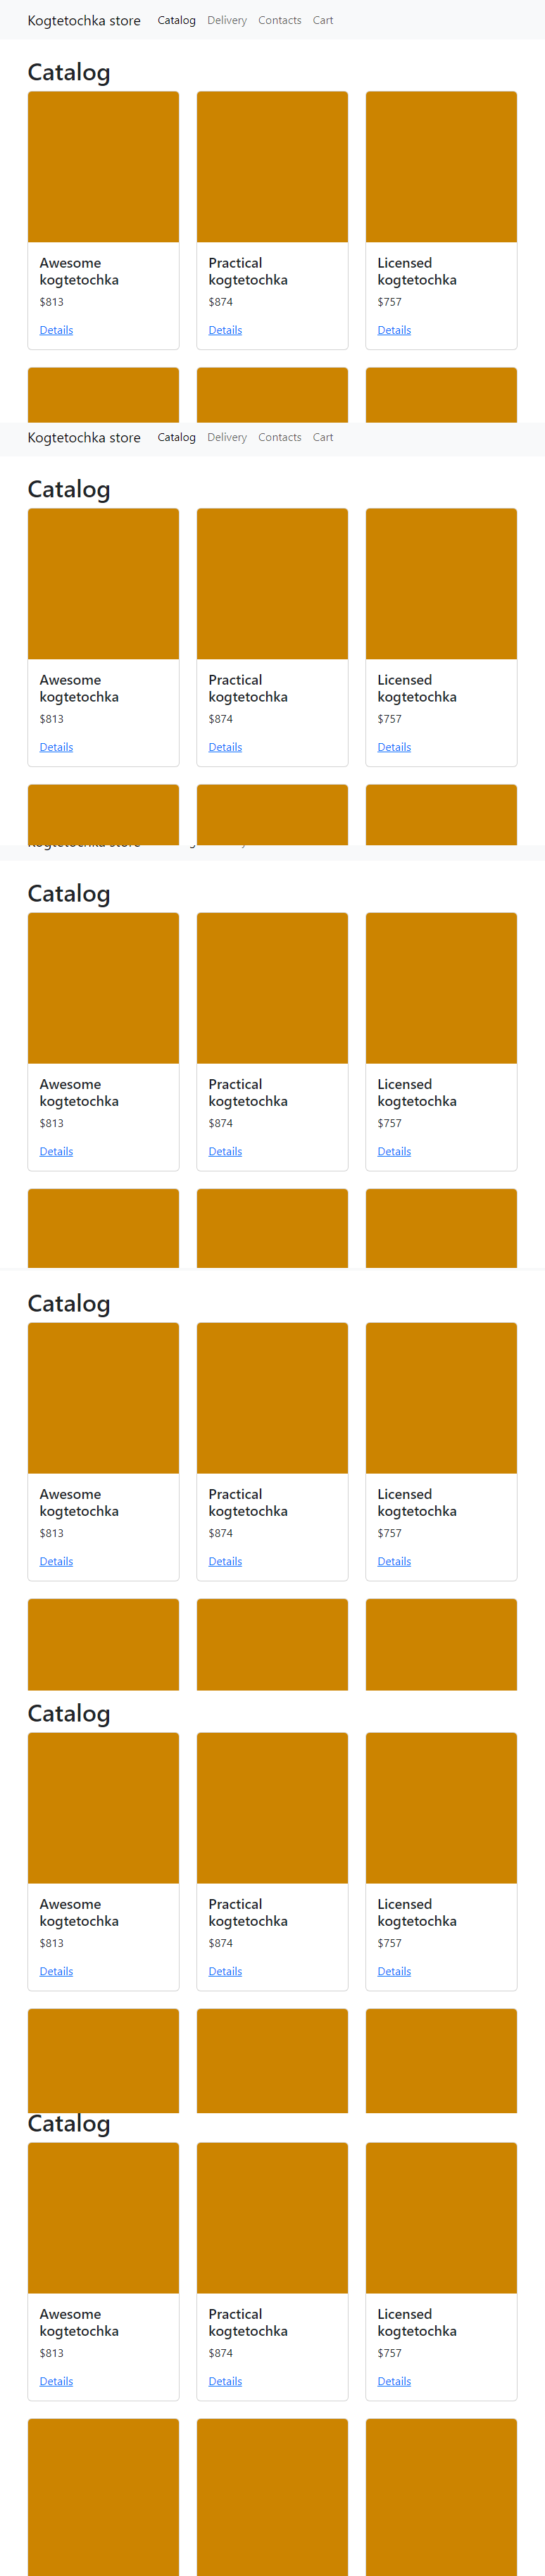 Kogtetochka store Catalog Delivery Contacts Cart
Catalog
Awesome kogtetochka
$813
Details
Practical kogtetochka
$874
Details
Licensed kogtetochka
$757
Details
Kogtetochka store Catalog Delivery Contacts Cart
Catalog
Awesome kogtetochka
$813
Details
Practical kogtetochka
$874
Details
Licensed kogtetochka
$757
Details
Kogtetochka store
Catalog
Awesome kogtetochka
$813
Details
Practical kogtetochka
$874
Details
Licensed kogtetochka
$757
Details
Catalog
Awesome kogtetochka
$813
Details
Practical kogtetochka
$874
Details
Licensed kogtetochka
$757
Details
Catalog
Awesome kogtetochka
$813
Details
Practical kogtetochka
$874
Details
Licensed kogtetochka
$757
Details
Catalog
Awesome kogtetochka
$813
Details
Practical kogtetochka
$874
Details
Licensed kogtetochka
$757
Details